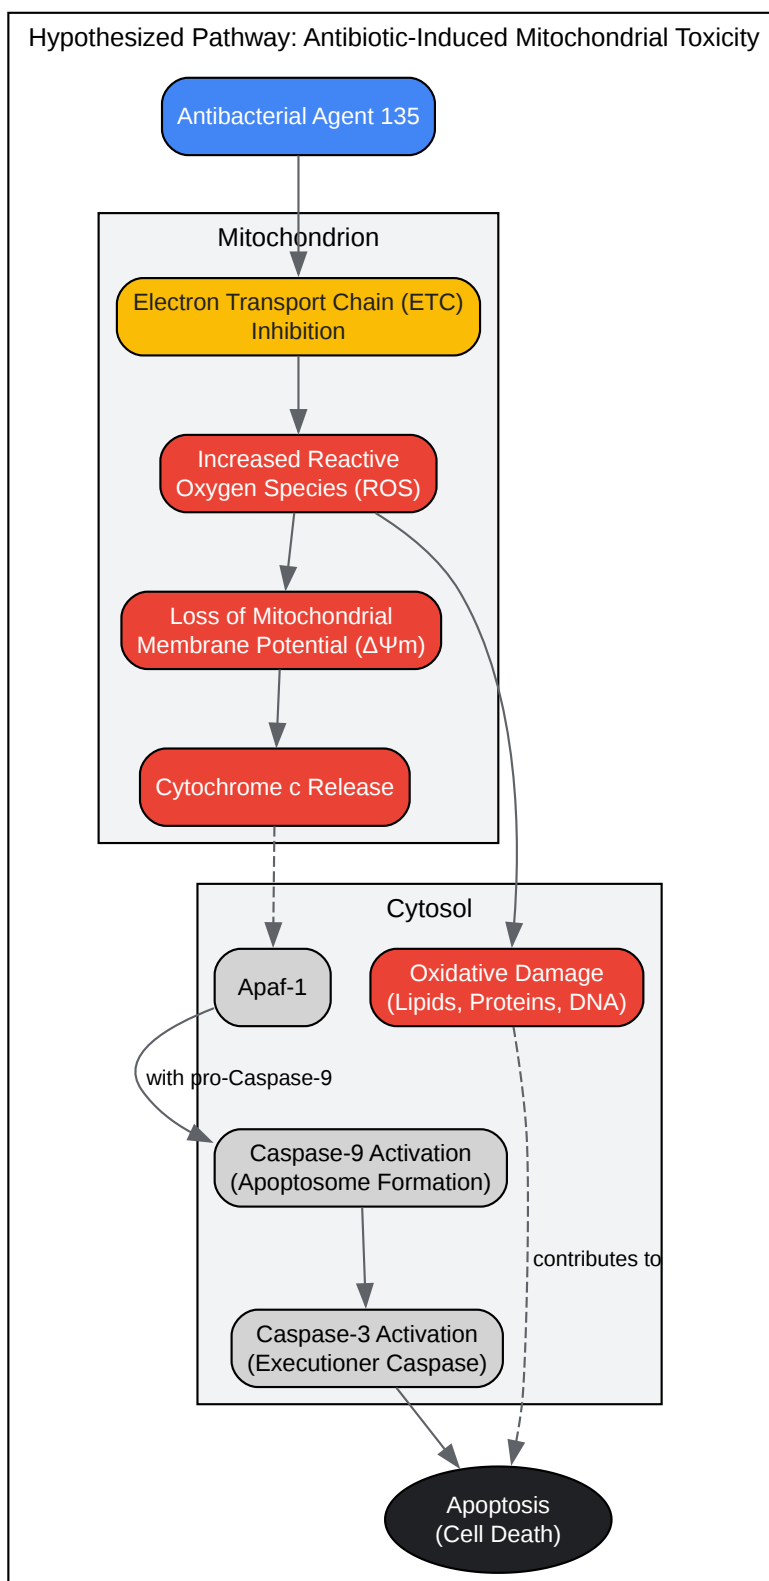 Hypothesized Pathway: Antibiotic-Induced Mitochondrial Toxicity
Antibacterial Agent 135
Mitochondrion
Electron Transport Chain (ETC)
Inhibition
Increased Reactive
Oxygen Species (ROS)
Loss of Mitochondrial
Membrane Potential (ΔΨm)
Cytochrome c Release
Cytosol
Apaf-1
Oxidative Damage
(Lipids, Proteins, DNA)
with pro-Caspase-9
Caspase-9 Activation
(Apoptosome Formation)
contributes to
Caspase-3 Activation
(Executioner Caspase)
Apoptosis
(Cell Death)